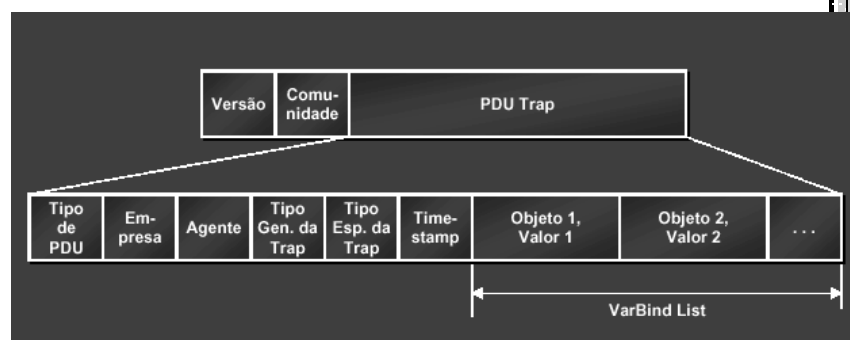 Versão
Comu-
nidade
PDU Trap
Tipo
de
PDU
Em-
presa
Agente
Tipo
Gen. da
Trap
Tipo
Esp. da
Trap
Time-
stamp
Objeto 1,
Valor 1
Objeto 2,
Valor 2
. . .
VarBind List